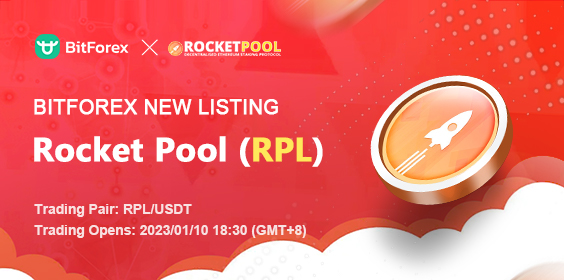 BitForex
ROCKETPOOL
DECENTRALISED ETHEREUM STAKING PROTOCOL
BITFOREX NEW LISTING
Rocket Pool (RPL)
Trading Pair: RPL/USDT
Trading Opens: 2023/01/10 18:30 (GMT+8)